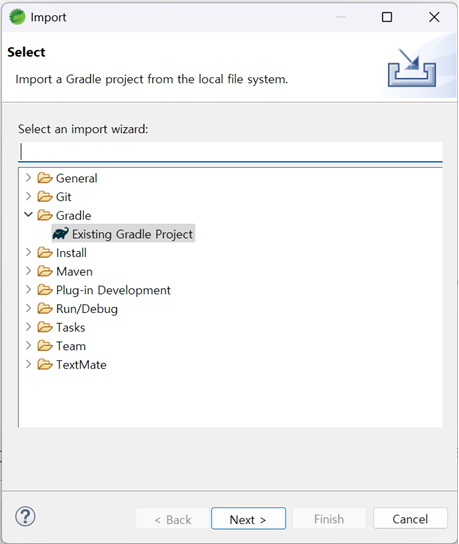 Import
Select
Import a Gradle project from the local file system.
Select an import wizard:
General
Git
Gradle
Existing Gradle Project
Install
Maven
Plug-in Development
Run/Debug
Tasks
Team
TextMate
? < Back Next > Finish Cancel